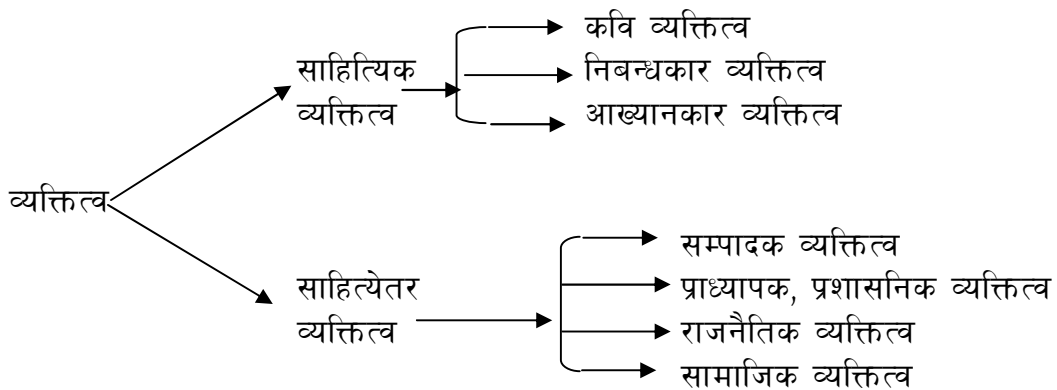 व्यक्तित्व
साहित्यिक
व्यक्तित्व
कवि व्यक्तित्व
निबन्धकार व्यक्तित्व
आख्यानकार व्यक्तित्व
साहित्येतर
व्यक्तित्व
सम्पादक व्यक्तित्व
प्राध्यापक, प्रशासनिक व्यक्तित्व
राजनैतिक व्यक्तित्व
सामाजिक व्यक्तित्व